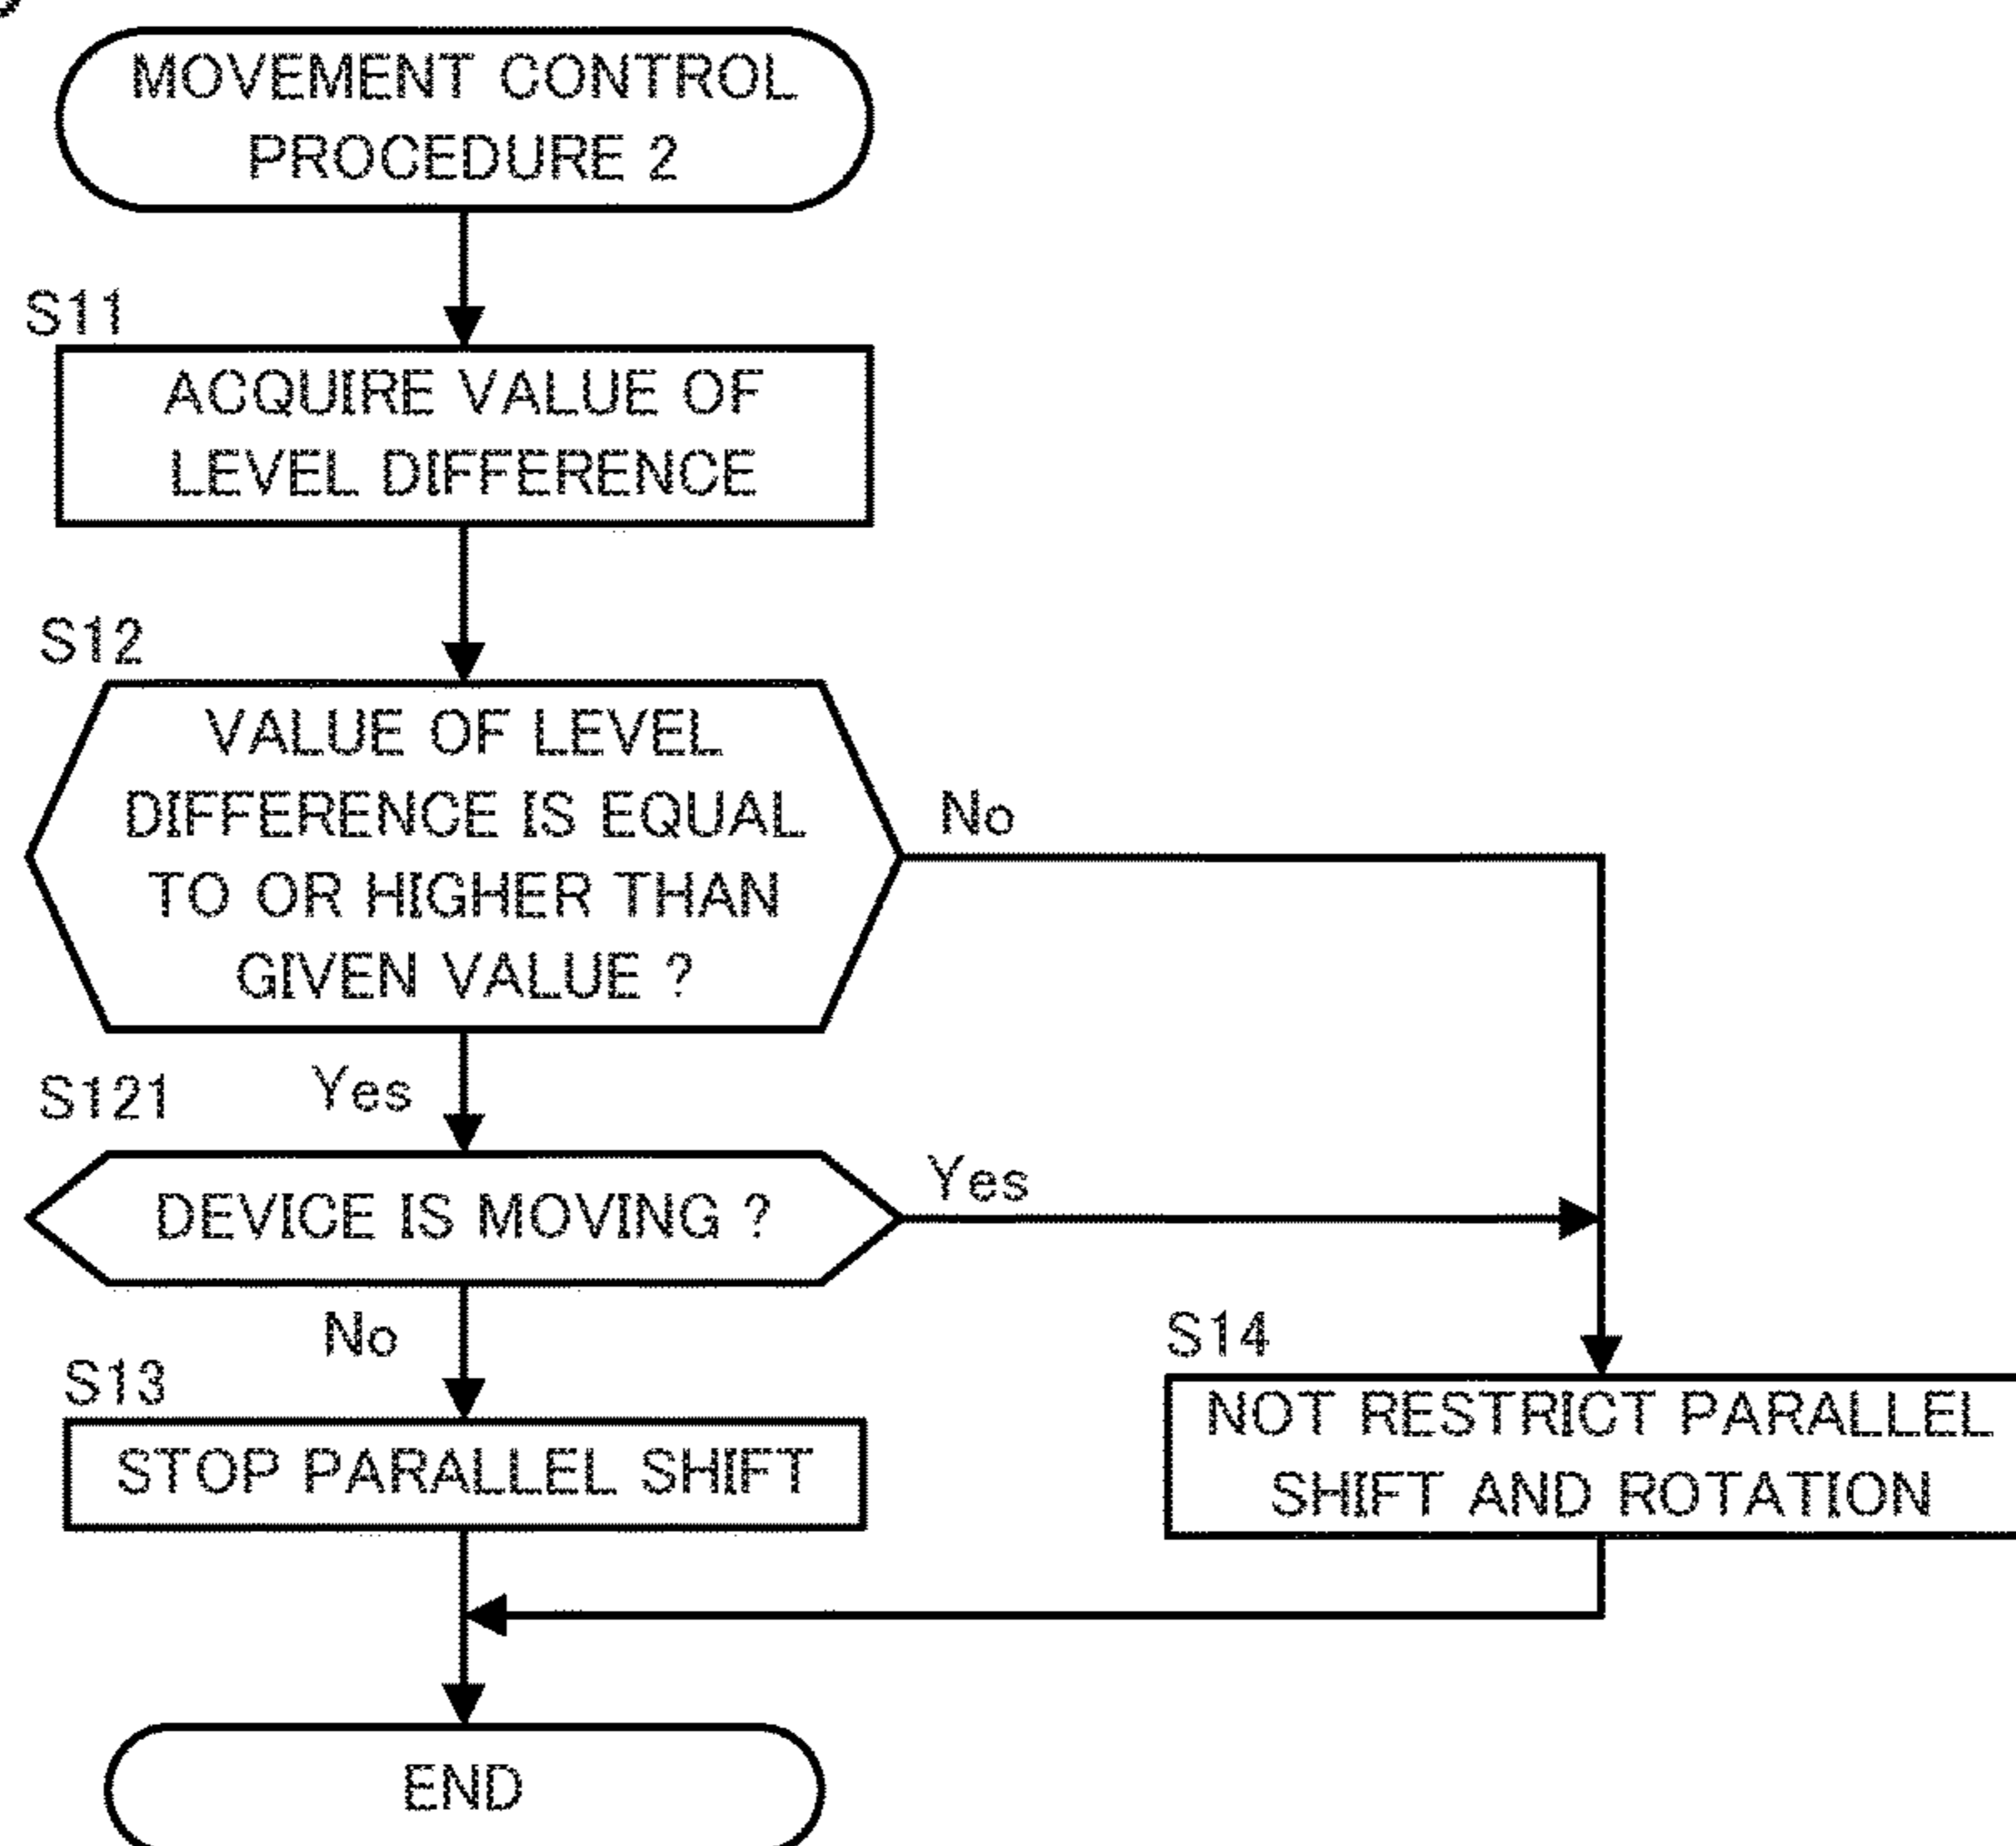 MOVEMENT CONTROL
PROCEDURE 2
S11
ACQUIRE VALUE OF
LEVEL DIFFERENCE
S12
VALUE OF LEVEL
DIFFERENCE IS EQUAL
TO OR HIGHER THAN
GIVEN VALUE ?
No
Yes
S121
DEVICE IS MOVING ?
Yes
No
S13
STOP PARALLEL SHIFT
S14
NOT RESTRICT PARALLEL
SHIFT AND ROTATION
END